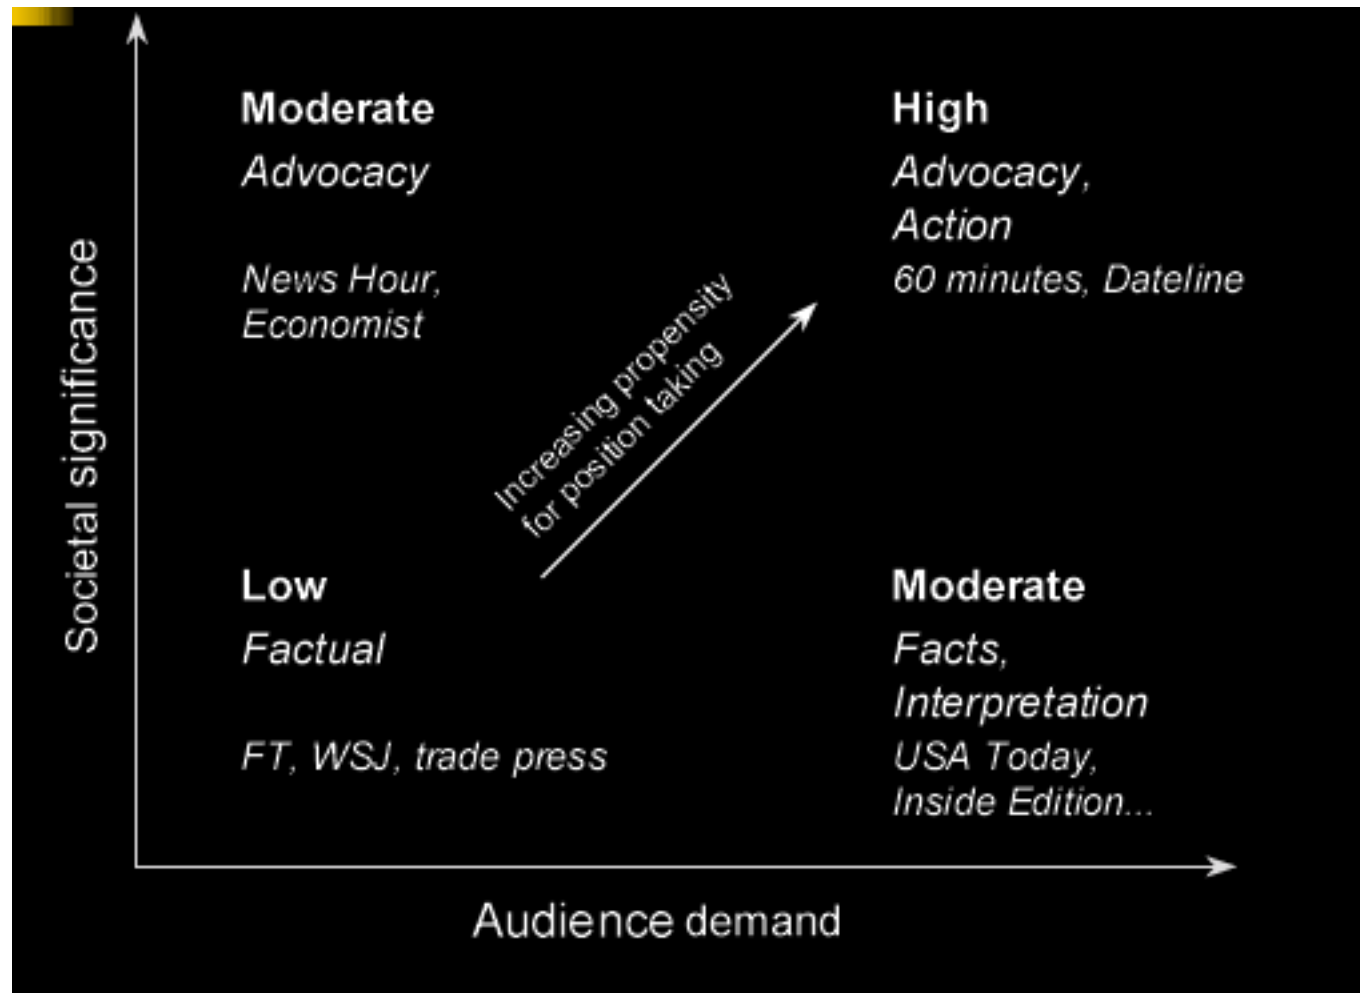 Moderate
Advocacy
News Hour,
Economist
High
Advocacy,
Action
60 minutes, Dateline
Societal significance
Increasing propensity
for position taking
Low
Factual
FT, WSJ, trade press
Moderate
Facts,
Interpretation
USA Today,
Inside Edition...
Audience demand